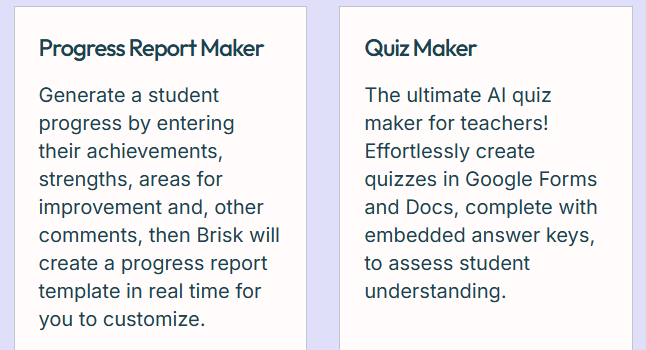 Progress Report Maker
Generate a student
progress by entering
their achievements,
strengths, areas for
improvement and, other
comments, then Brisk will
create a progress report
template in real time for
you to customize.
Quiz Maker
The ultimate AI quiz
maker for teachers!
Effortlessly create
quizzes in Google Forms
and Docs, complete with
embedded answer keys,
to assess student
understanding.